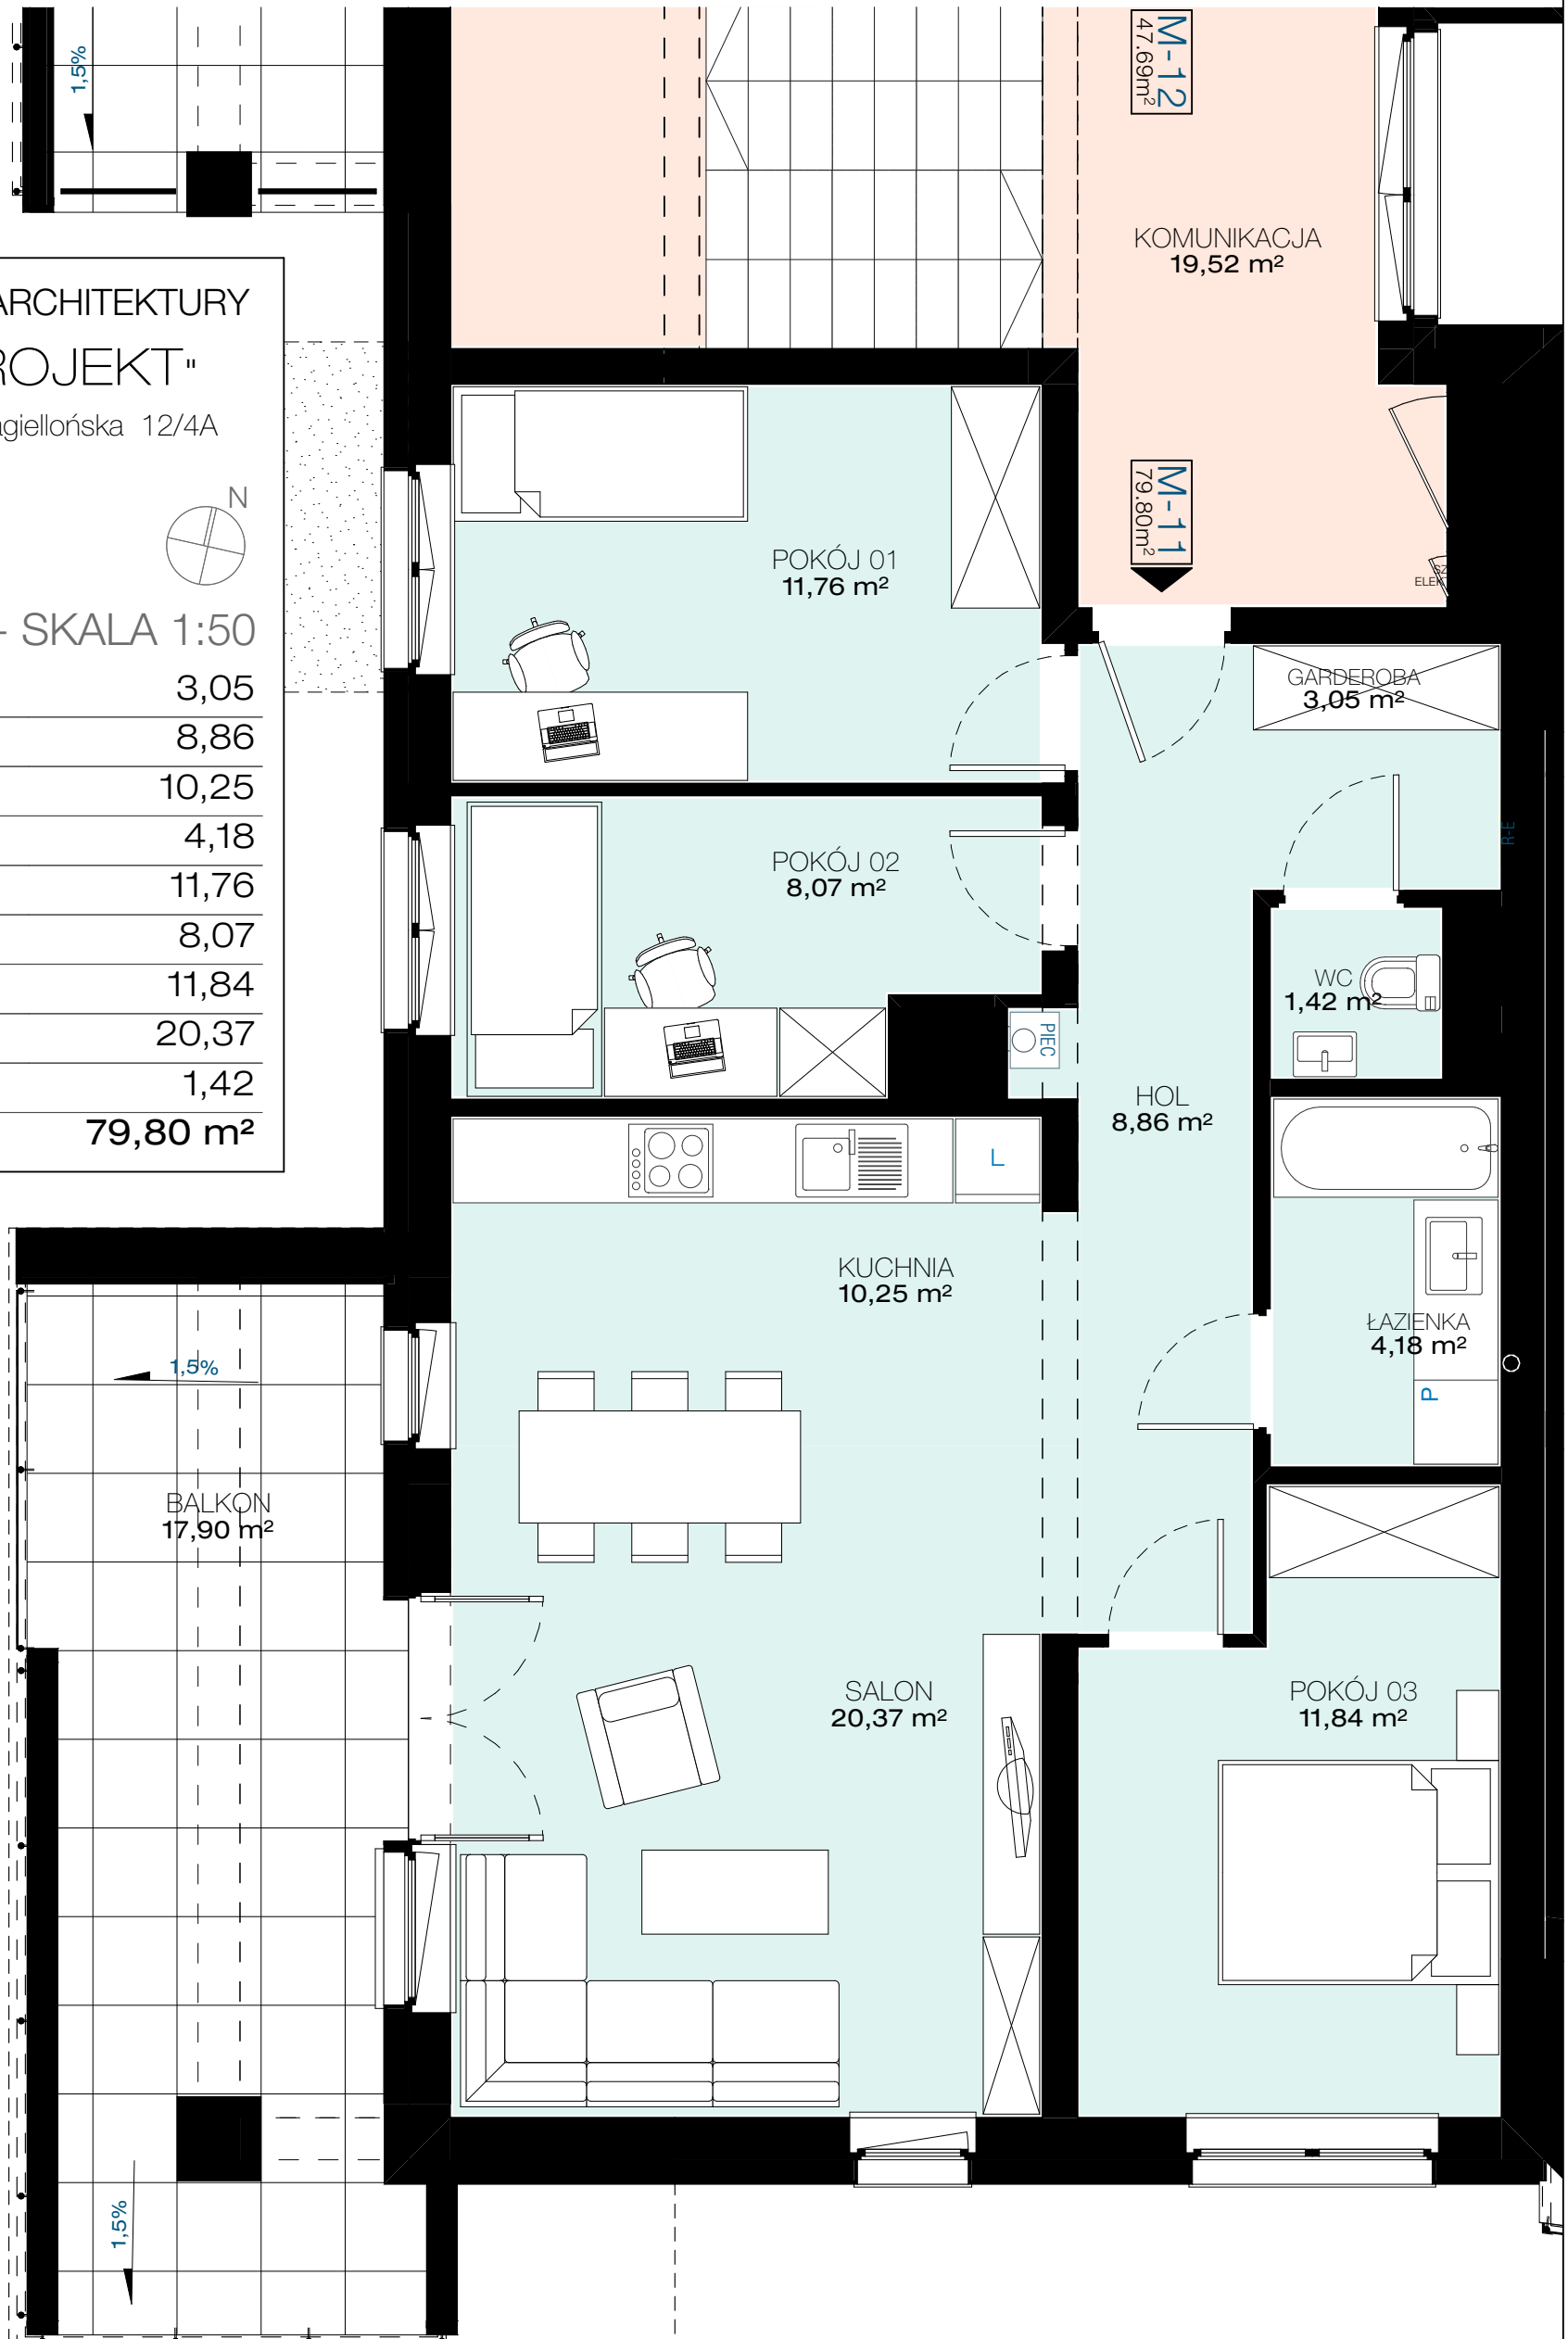 1,5%
M-12
47.69m²
KOMUNIKACJA
19,52 m²
ARCHITEKTURY
ROJEKT"
agiellońska 12/4A
N
- SKALA 1:50
3,05
8,86
10,25
4,18
11,76
8,07
11,84
20,37
1,42
79,80 m²
M-11
79.80m²
SZ
ELEK
POKÓJ 01
11,76 m²
GARDEROBA
3,05 m²
R-E
POKÓJ 02
8,07 m²
WC
1,42 m²
PIEC
HOL
8,86 m²
L
KUCHNIA
10,25 m²
ŁAZIENKA
4,18 m²
P
1,5%
BALKON
17,90 m²
SALON
20,37 m²
POKÓJ 03
11,84 m²
1,5%